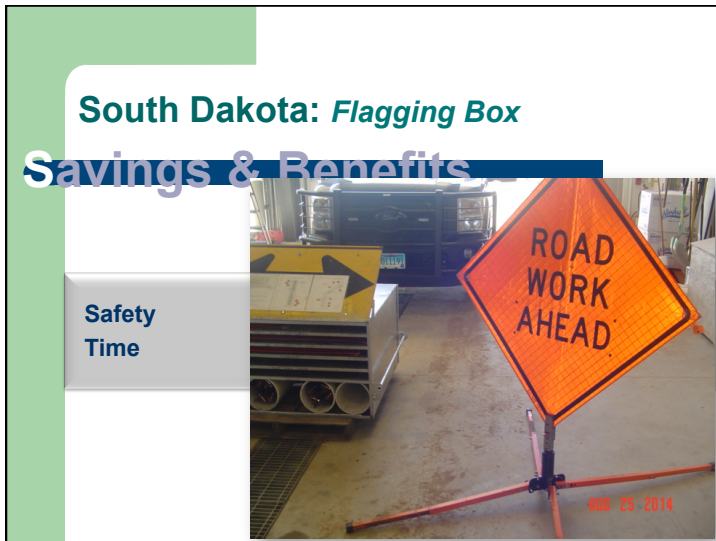 South Dakota: Flagging Box
Savings & Benefits
Safety
Time
ROAD
WORK
AHEAD
AUG 25 2014